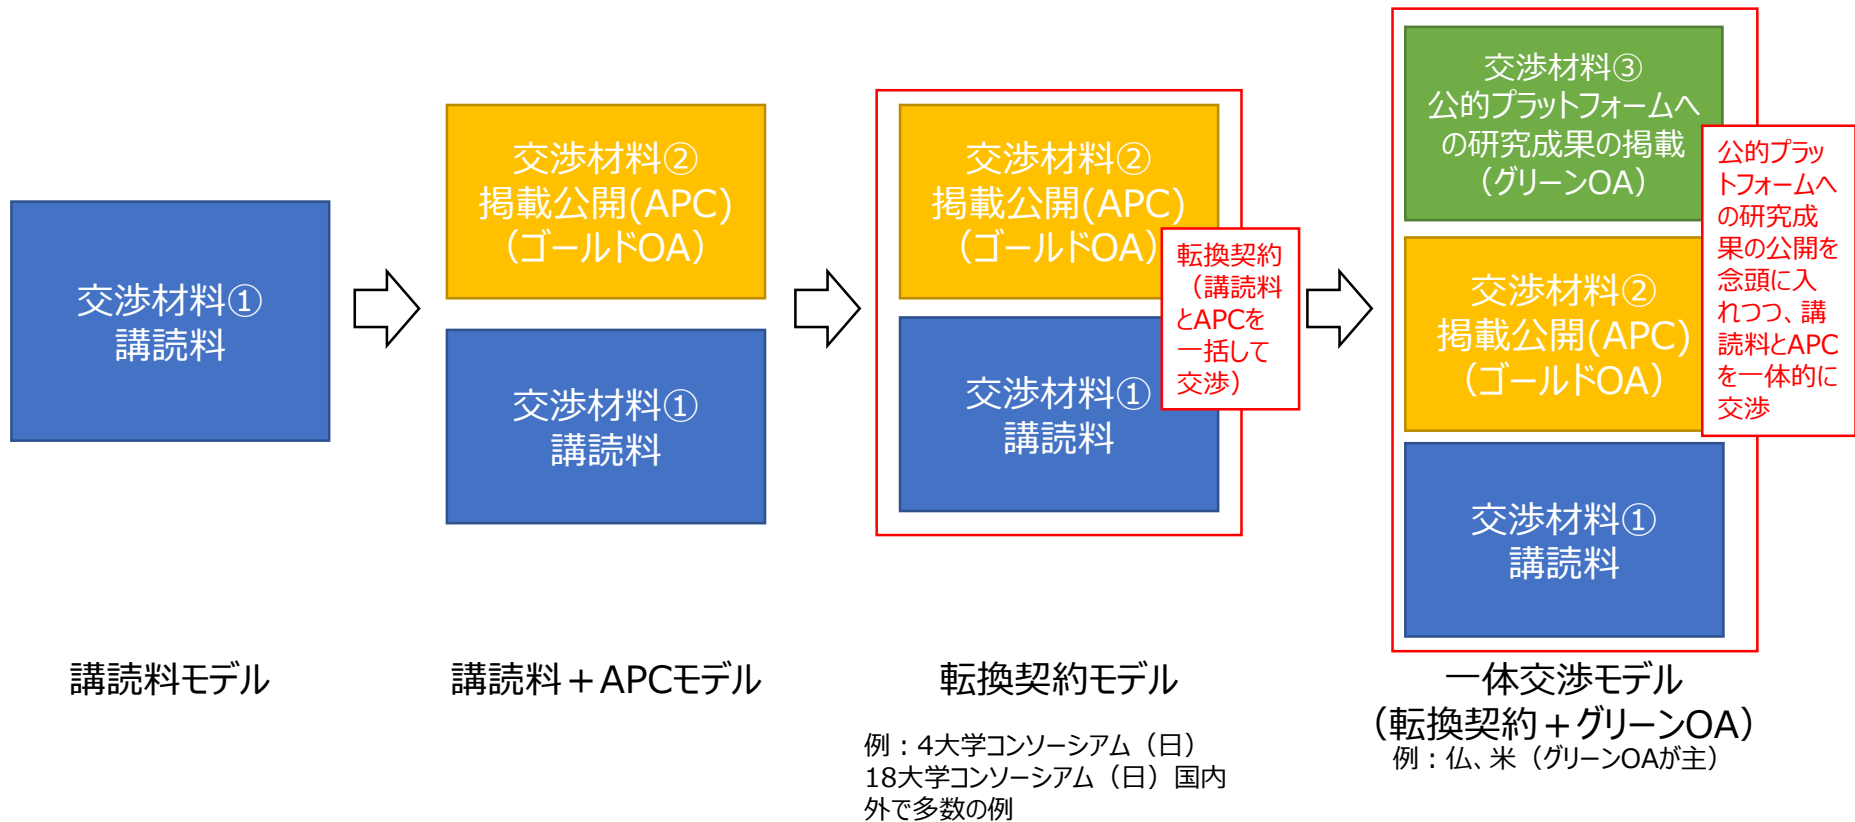 交渉材料①
講読料
講読料モデル
交渉材料②
掲載公開(APC)
（ゴールドOA）
交渉材料①
講読料
講読料＋APCモデル
交渉材料②
掲載公開(APC)
（ゴールドOA）
交渉材料①
講読料
転換契約
（講読料
とAPCを
一括して
交渉）
転換契約モデル
例：4大学コンソーシアム（日）
18大学コンソーシアム（日）国内
外で多数の例
交渉材料③
公的プラットフォームへ
の研究成果の掲載
（グリーンOA）
交渉材料②
掲載公開(APC)
（ゴールドOA）
交渉材料①
講読料
公的プラッ
トフォームへ
の研究成
果の公開を
念頭に入
れつつ、講
読料とAPC
を一体的に
交渉
一体交渉モデル
（転換契約＋グリーンOA）
例：仏、米（グリーンOAが主）